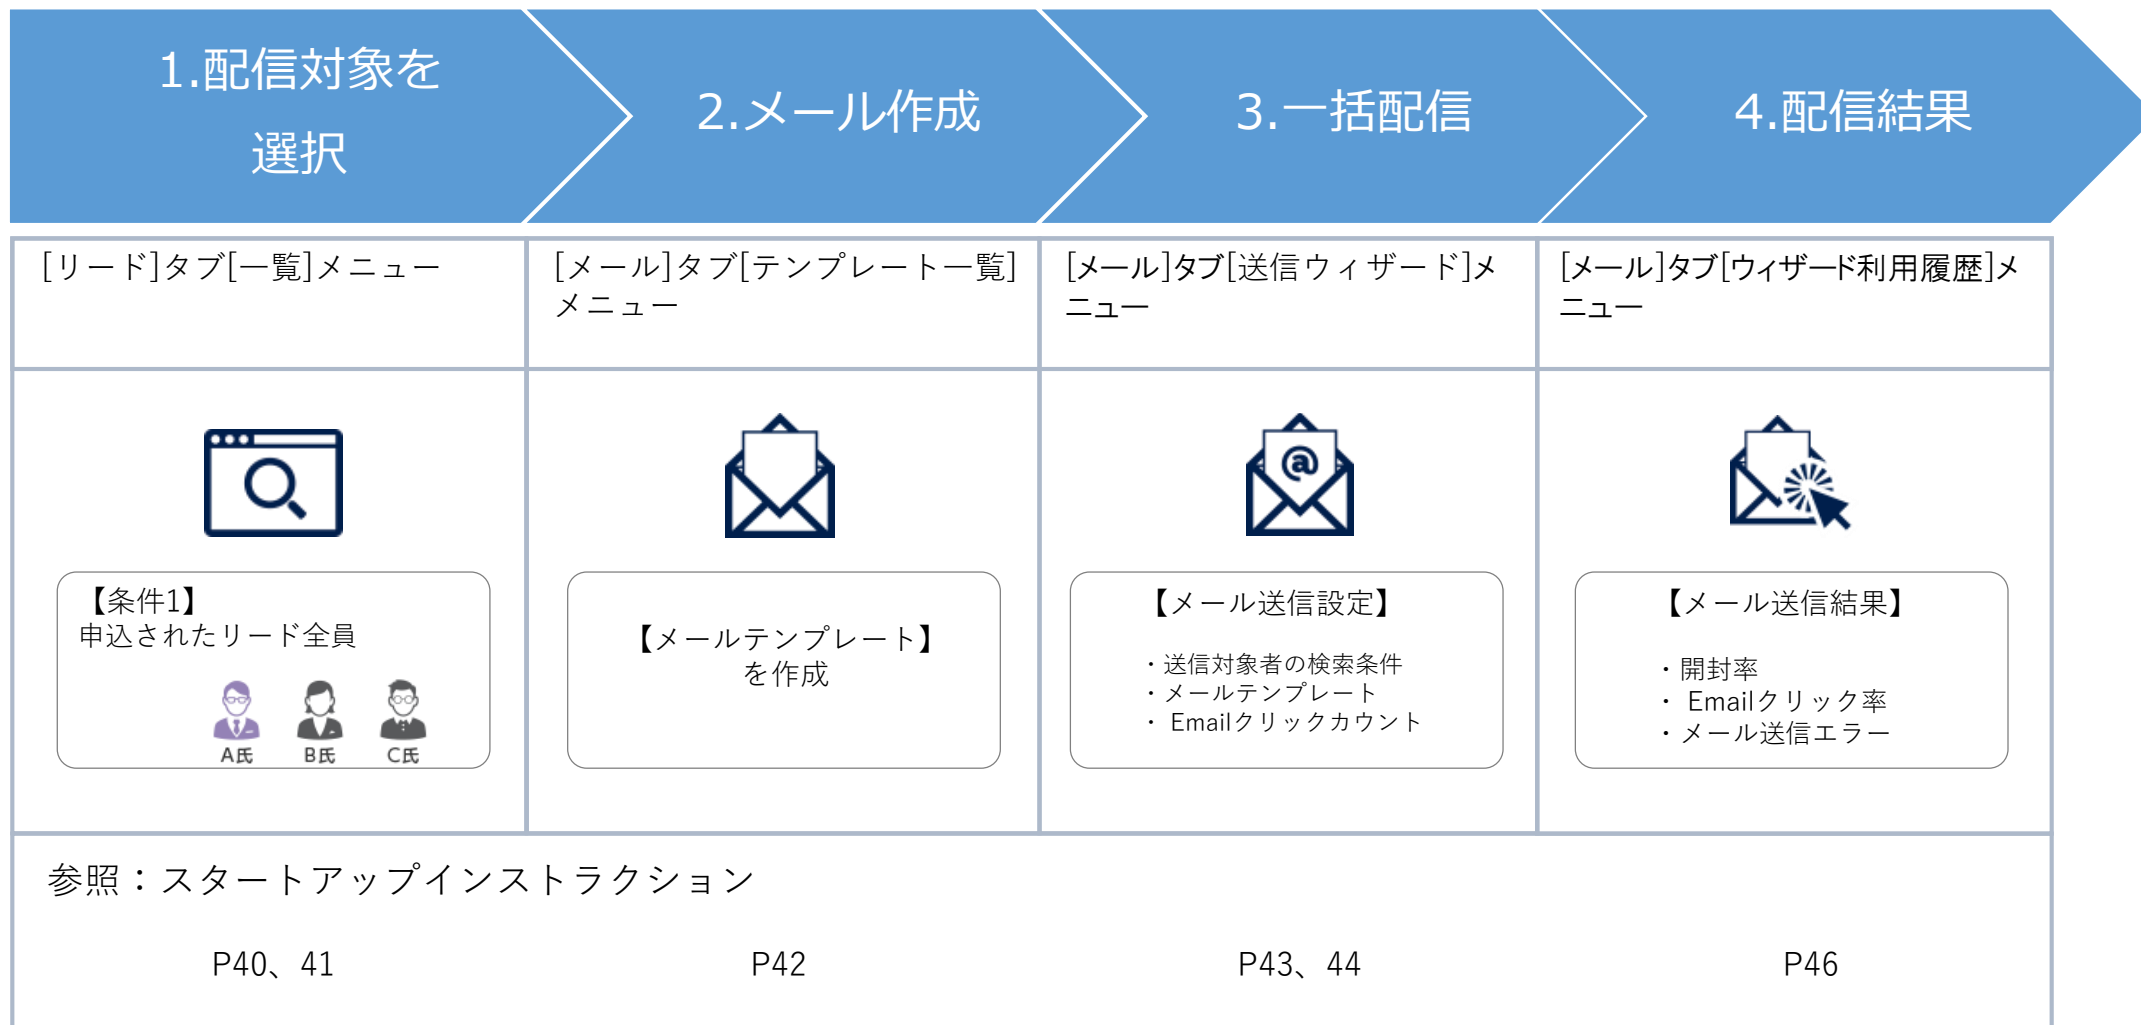 1.配信対象を
選択
2.メール作成
3.一括配信
4.配信結果
[リード]タブ[一覧]メニュー
[メール]タブ[テンプレート一覧]
メニュー
[メール]タブ[送信ウィザード]メ
ニュー
[メール]タブ[ウィザード利用履歴]メ
ニュー
【条件1】
申込されたリード全員
A氏
B氏
C氏
【メールテンプレート】
を作成
【メール送信設定】
・送信対象者の検索条件
・メールテンプレート
・ Emailクリックカウント
【メール送信結果】
・開封率
・ Emailクリック率
・メール送信エラー
参照：スタートアップインストラクション
P40、41
P42
P43、44
P46